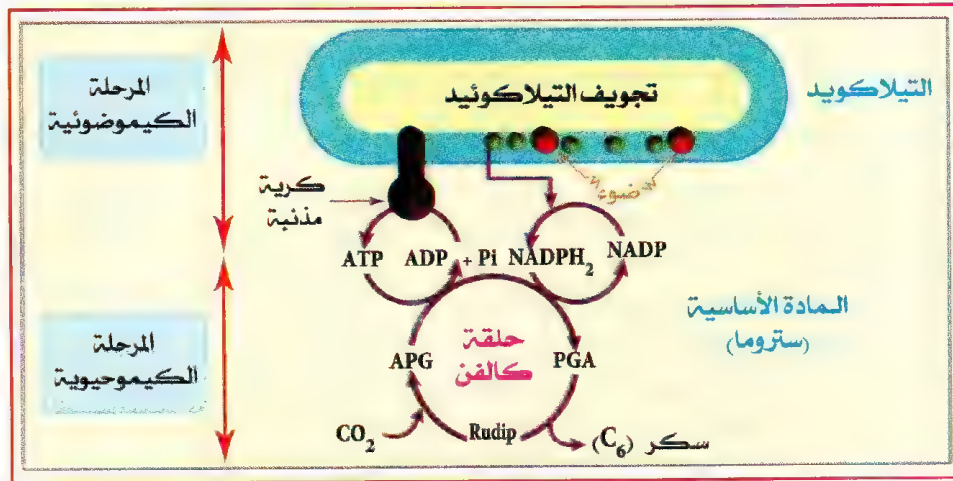 التيلاكويد
تجويف التيلاكوئيد
المرحلة
الكيموضوئية
ضوء
كرية
مذنبة
ATP
ADP + Pi
NADPH2
NADP
المادة الأساسية
(ستروما)
المرحلة
الكيموحيوية
حلقة
كالفن
APG
PGA
CO2
Rudip
سكر (C6)